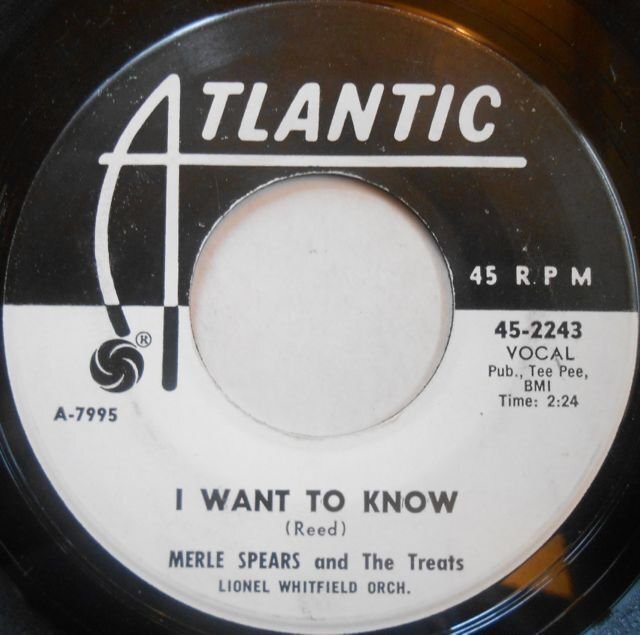 ATLANTIC
45 R.P M
®
45-2243
VOCAL
Pub., Tee Pee,
BMI
Time: 2:24
A-7995
I WANT TO KNOW
(Reed)
MERLE SPEARS and The Treats
LIONEL WHITFIELD ORCH.